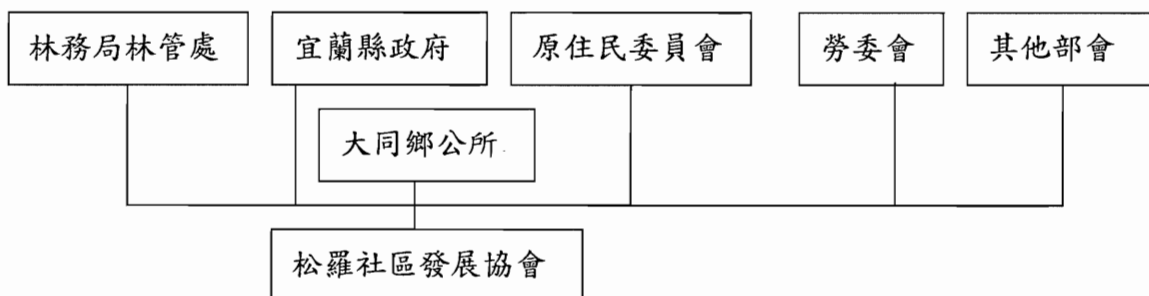 林務局林管處
宜蘭縣政府
原住民委員會
勞委會
其他部會
大同鄉公所
松羅社區發展協會